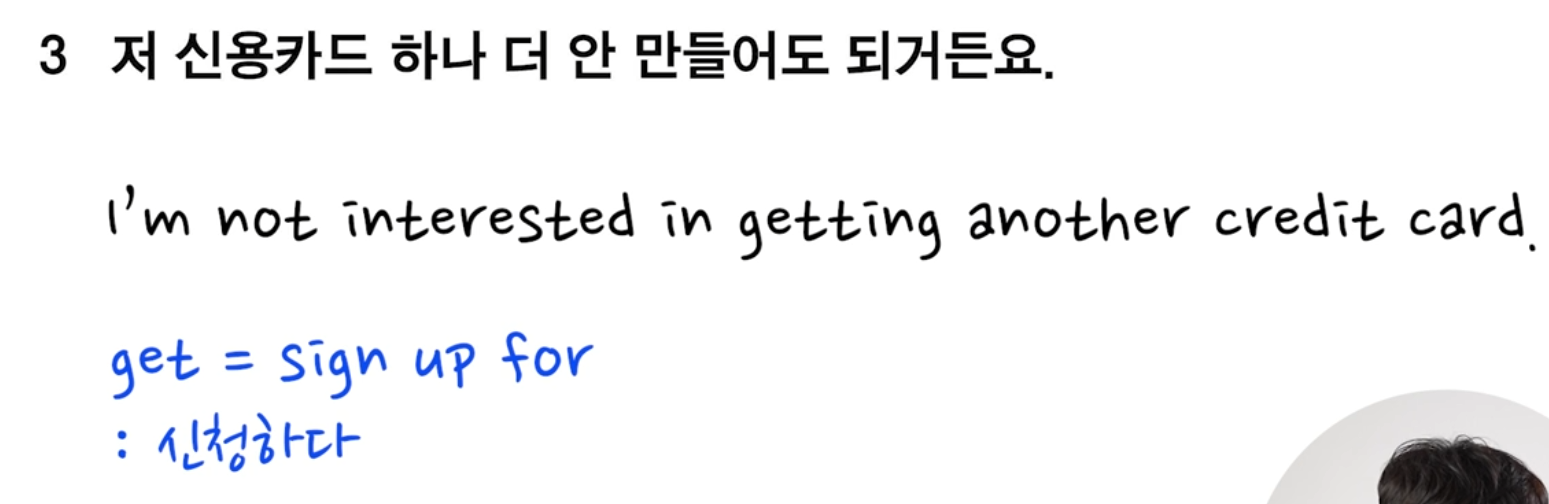 3 저 신용카드 하나 더 안 만들어도 되거든요.
I'm not interested in getting another credit card.
get = sign up for
: 신청하다